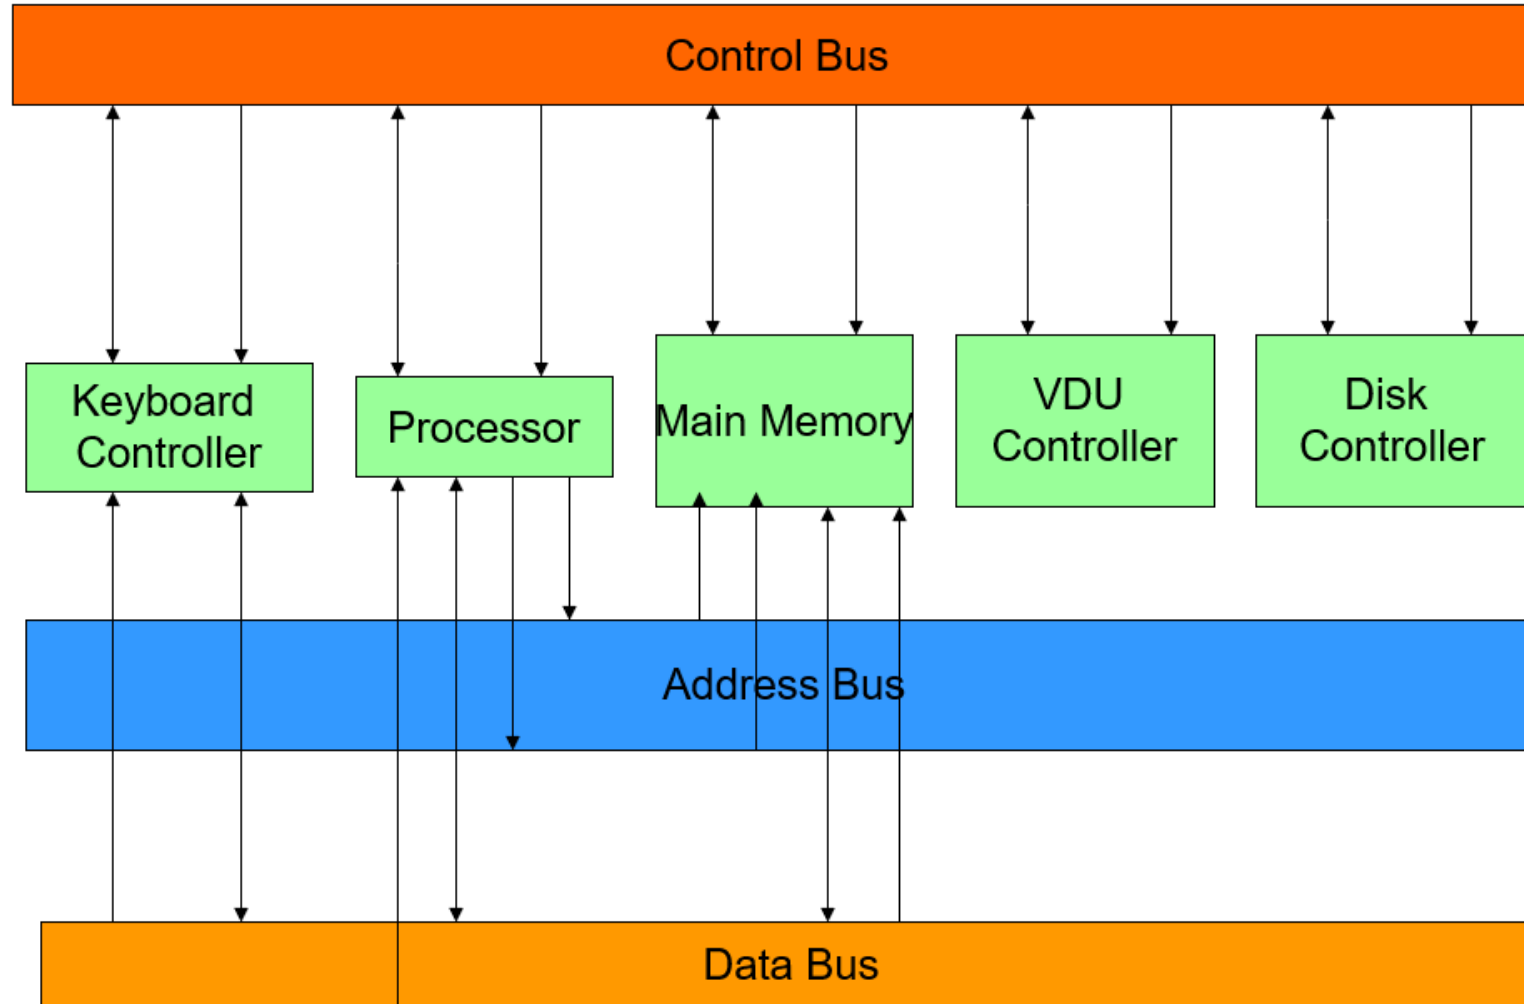 Control Bus
Keyboard
Controller
Processor
Main Memory
VDU
Controller
Disk
Controller
Address Bus
Data Bus